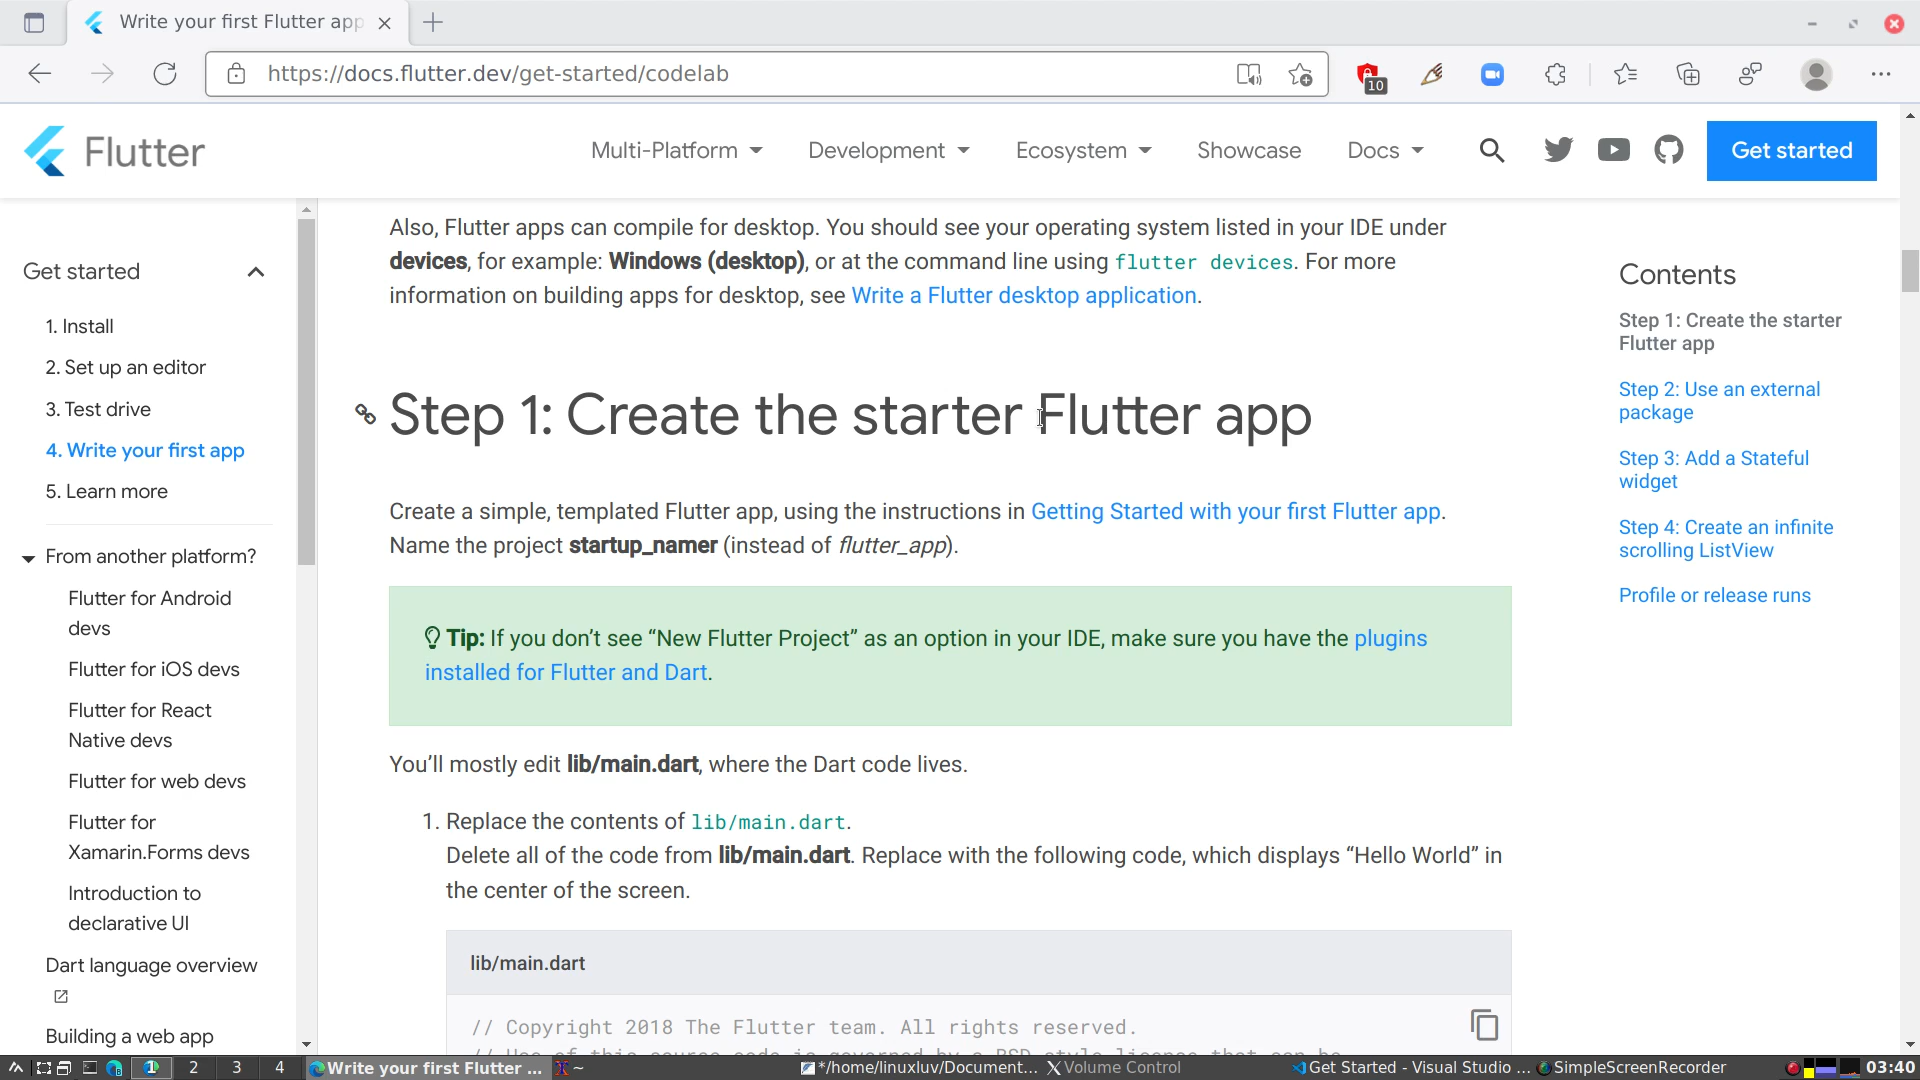 Write your first Flutter app
https://docs.flutter.dev/get-started/codelab
10
Flutter
Multi-Platform
Development
Ecosystem
Showcase
Docs
Get started
Get started
1. Install
2. Set up an editor
3. Test drive
4. Write your first app
5. Learn more
From another platform?
Flutter for Android
devs
Flutter for iOS devs
Flutter for React
Native devs
Flutter for web devs
Flutter for
Xamarin.Forms devs
Introduction to
declarative UI
Dart language overview
Building a web app
Also, Flutter apps can compile for desktop. You should see your operating system listed in your IDE under
devices, for example: Windows (desktop), or at the command line using flutter devices. For more
information on building apps for desktop, see Write a Flutter desktop application.
Step 1: Create the starter Flutter app
Create a simple, templated Flutter app, using the instructions in Getting Started with your first Flutter app.
Name the project startup_namer (instead of flutter_app).
Tip: If you don’t see “New Flutter Project” as an option in your IDE, make sure you have the plugins
installed for Flutter and Dart.
You’ll mostly edit lib/main.dart, where the Dart code lives.
1. Replace the contents of lib/main.dart.
Delete all of the code from lib/main.dart. Replace with the following code, which displays “Hello World” in
the center of the screen.
lib/main.dart
// Copyright 2018 The Flutter team. All rights reserved.
// Use of this source code is governed by a BSD-style license that can be
Contents
Step 1: Create the starter
Flutter app
Step 2: Use an external
package
Step 3: Add a Stateful
widget
Step 4: Create an infinite
scrolling ListView
Profile or release runs
1 2 3 4 Write your first Flutter ... ~ */home/linuxluv/Document... Volume Control Get Started - Visual Studio ... SimpleScreenRecorder 03:40